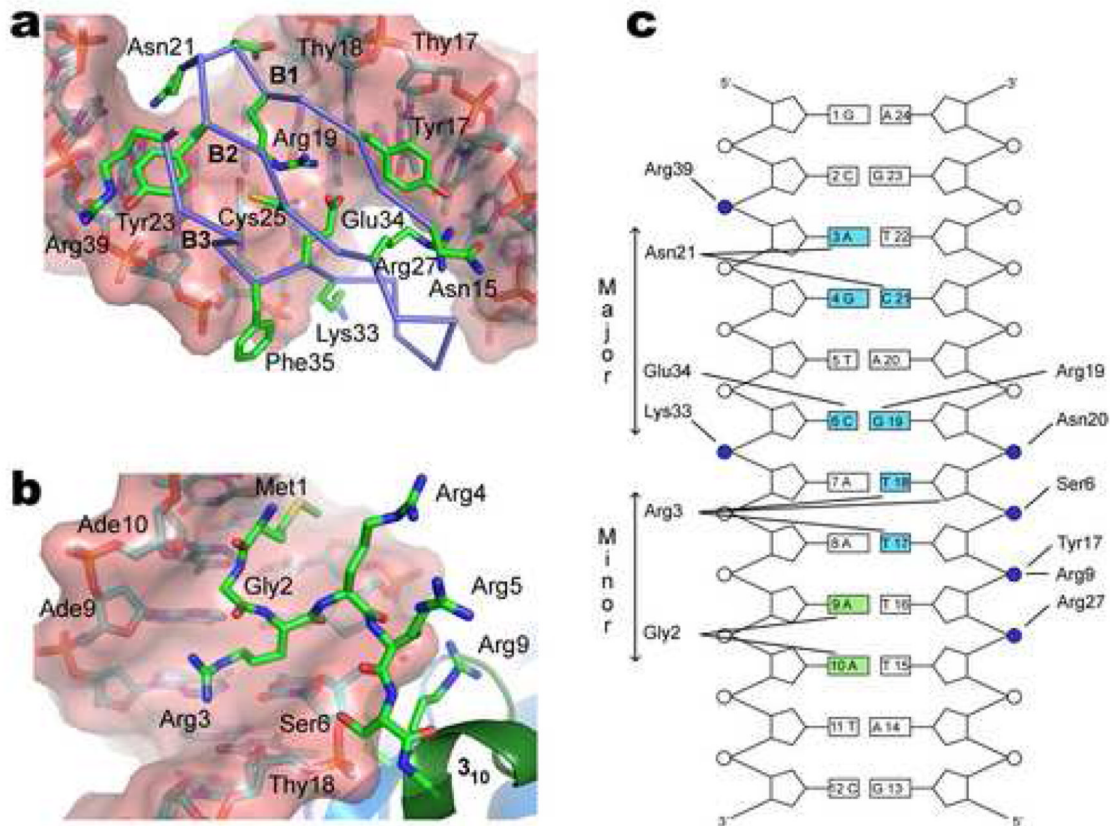 a
Asn21
Thy18
Thy17
B1
Tyr17
Arg19
B2
Tyr23
Cys25
Glu34
Arg39
B3
Arg27
Asn15
Lys33
Phe35
b
Met1
Arg4
Ade10
Gly2
Arg5
Ade9
Arg9
Arg3
Ser6
Thy18
3₁₀
c
5' 3'
1 G A 24
2 C G 23
Arg39
3 A T 22
Asn21
4 G C 21
Major
5 T A 20
Glu34 Arg19
6 C G 19
Lys33 Asn20
7 A T 18
Arg3 Ser6
8 A T 17
Minor
Tyr17
Arg9
9 A T 16
Gly2 Arg27
10 A T 15
11 T A 14
12 C G 13
3' 5'